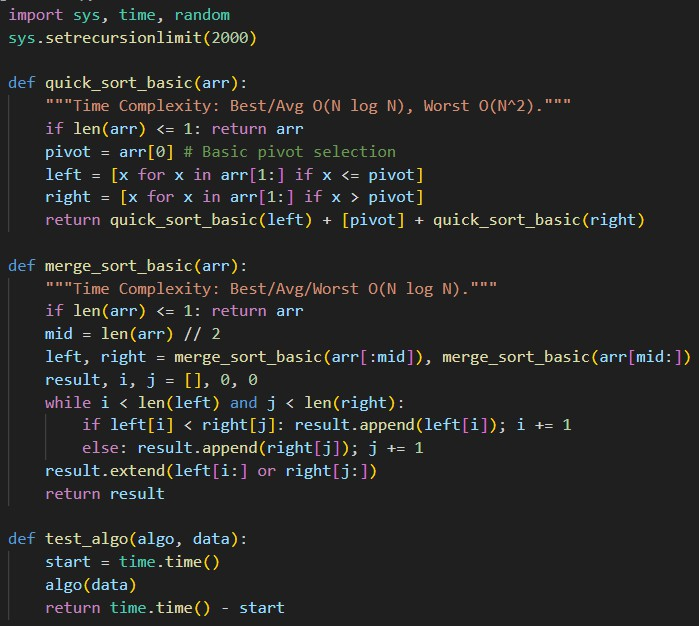 import sys, time, random
sys.setrecursionlimit(2000)

def quick_sort_basic(arr):
    """Time Complexity: Best/Avg O(N log N), Worst O(N^2)."""
    if len(arr) <= 1: return arr
    pivot = arr[0] # Basic pivot selection
    left = [x for x in arr[1:] if x <= pivot]
    right = [x for x in arr[1:] if x > pivot]
    return quick_sort_basic(left) + [pivot] + quick_sort_basic(right)

def merge_sort_basic(arr):
    """Time Complexity: Best/Avg/Worst O(N log N)."""
    if len(arr) <= 1: return arr
    mid = len(arr) // 2
    left, right = merge_sort_basic(arr[:mid]), merge_sort_basic(arr[mid:])
    result, i, j = [], 0, 0
    while i < len(left) and j < len(right):
        if left[i] < right[j]: result.append(left[i]); i += 1
        else: result.append(right[j]); j += 1
    result.extend(left[i:] or right[j:])
    return result

def test_algo(algo, data):
    start = time.time()
    algo(data)
    return time.time() - start